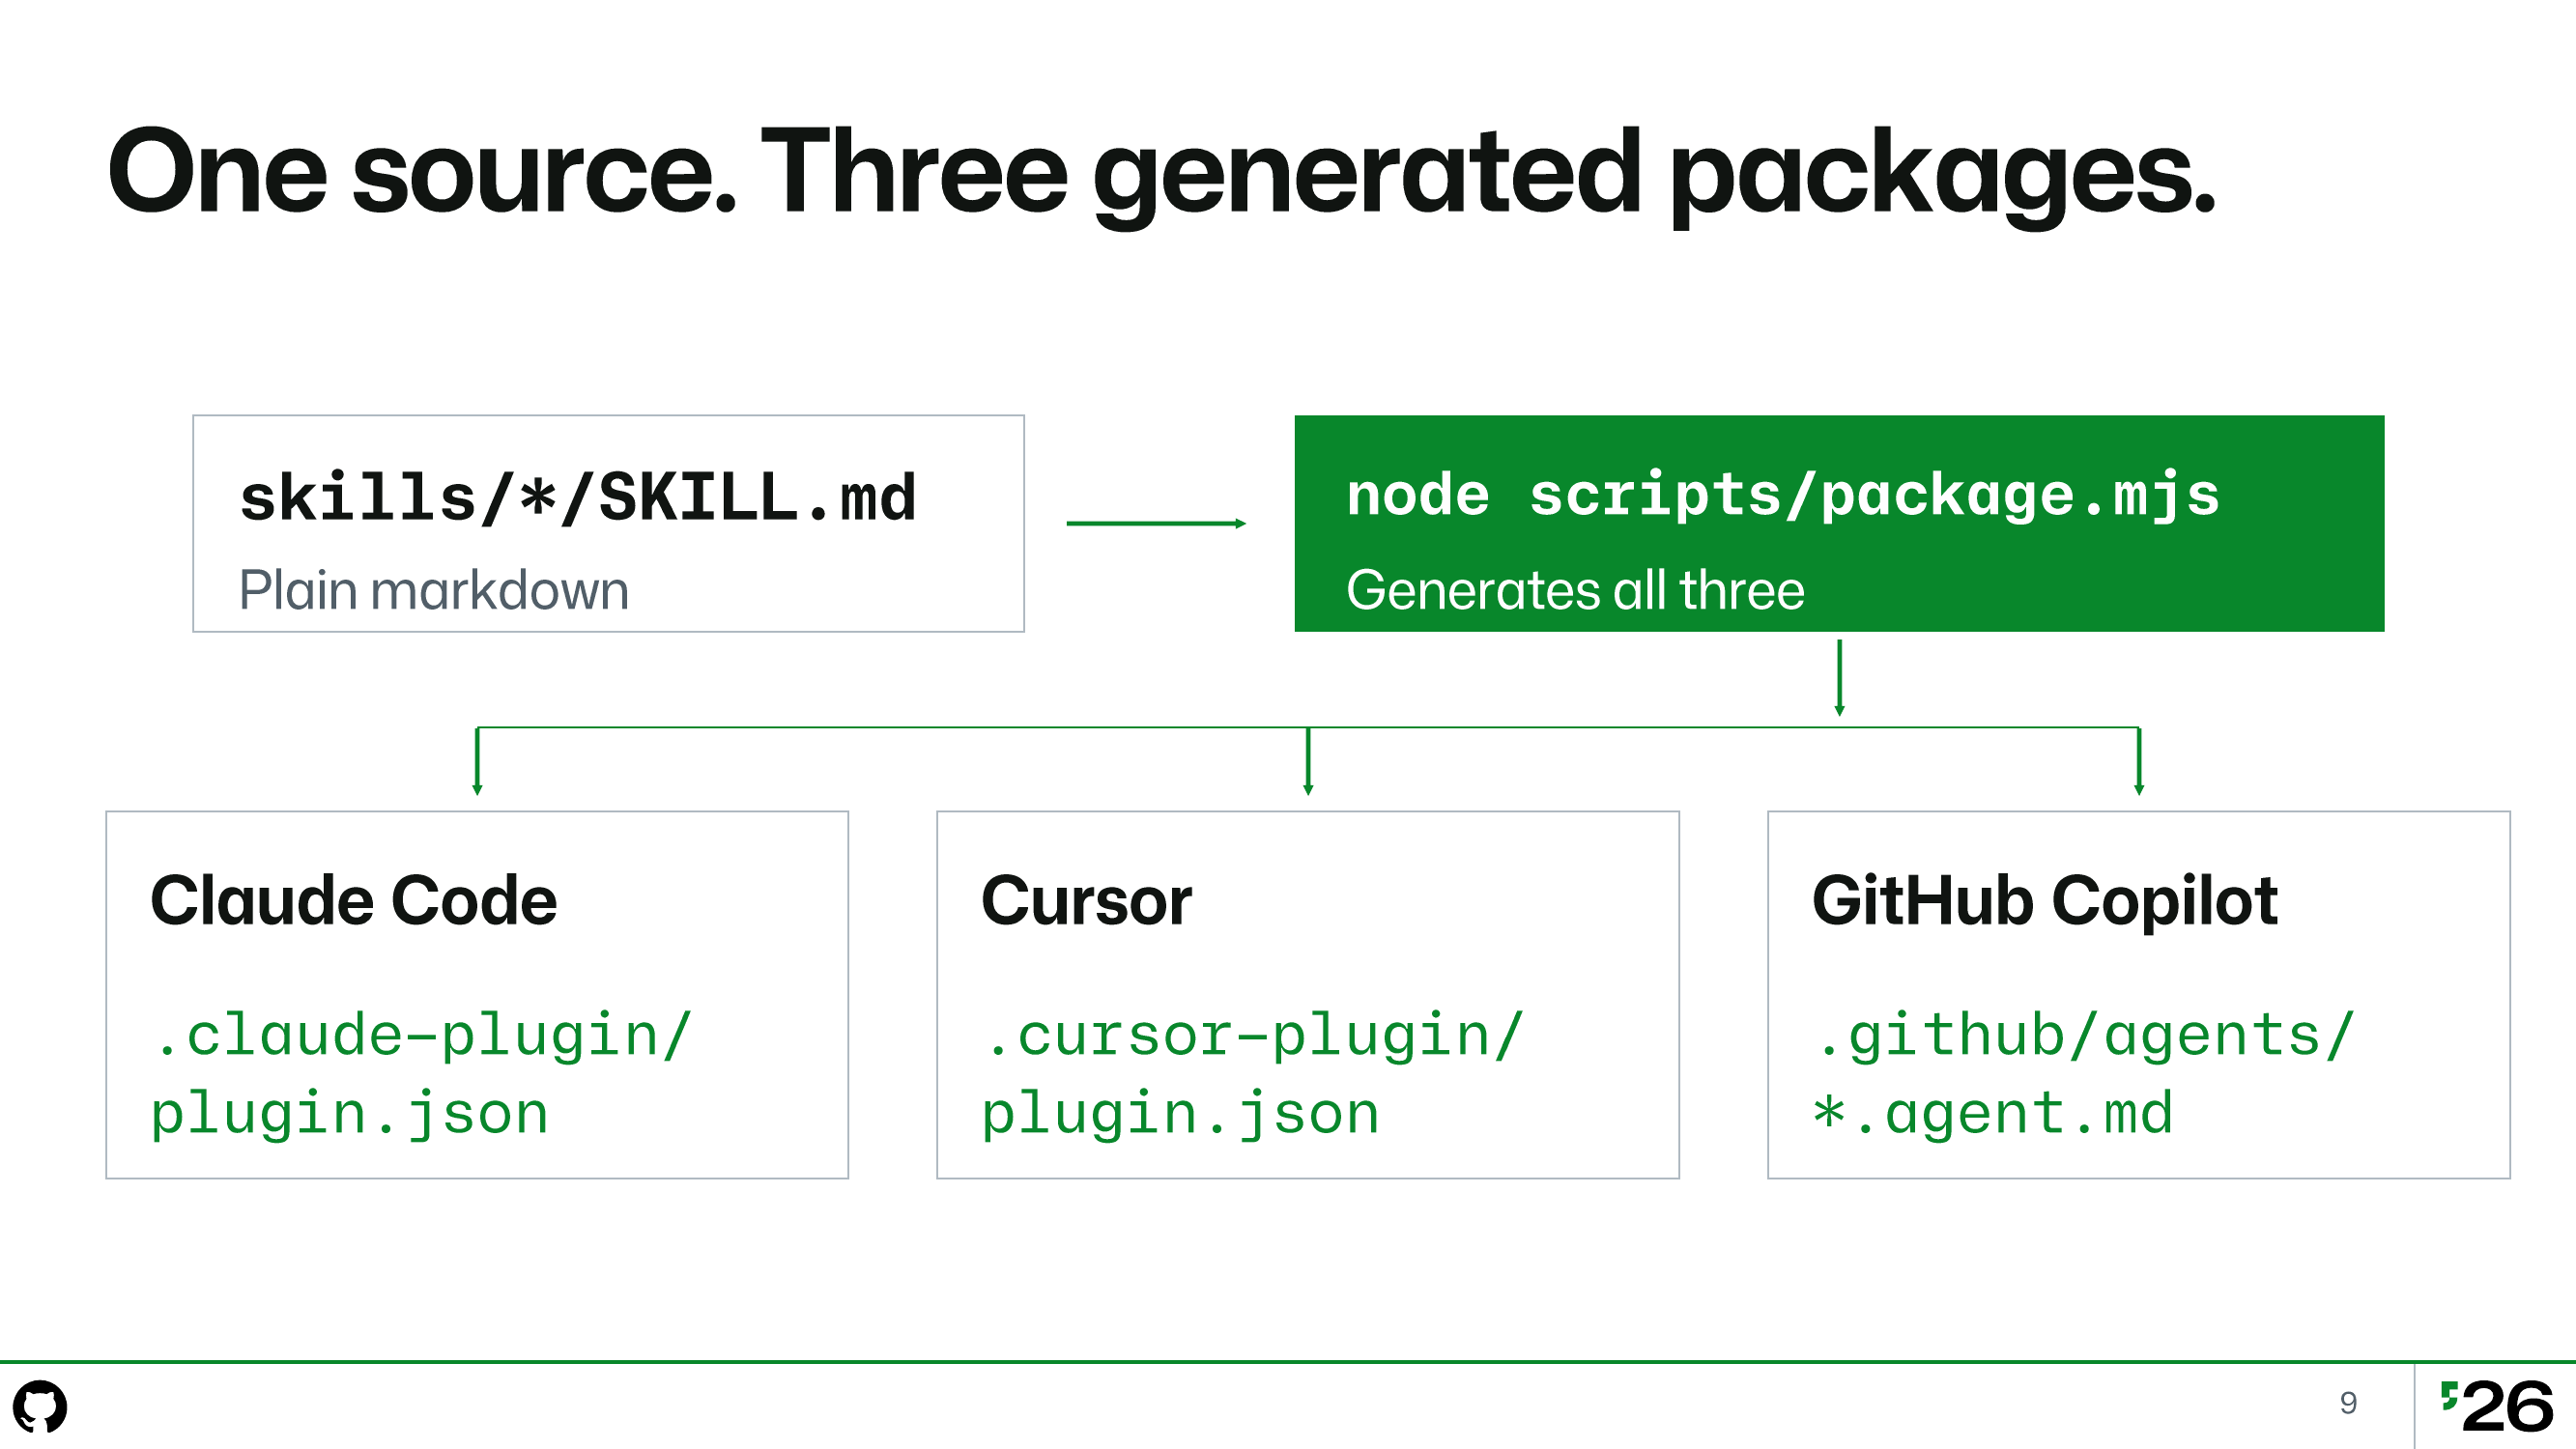 One source. Three generated packages.
skills/*/SKILL.md
Plain markdown
node scripts/package.mjs
Generates all three
Claude Code
.claude-plugin/
plugin.json
Cursor
.cursor-plugin/
plugin.json
GitHub Copilot
.github/agents/
*.agent.md
9
'26